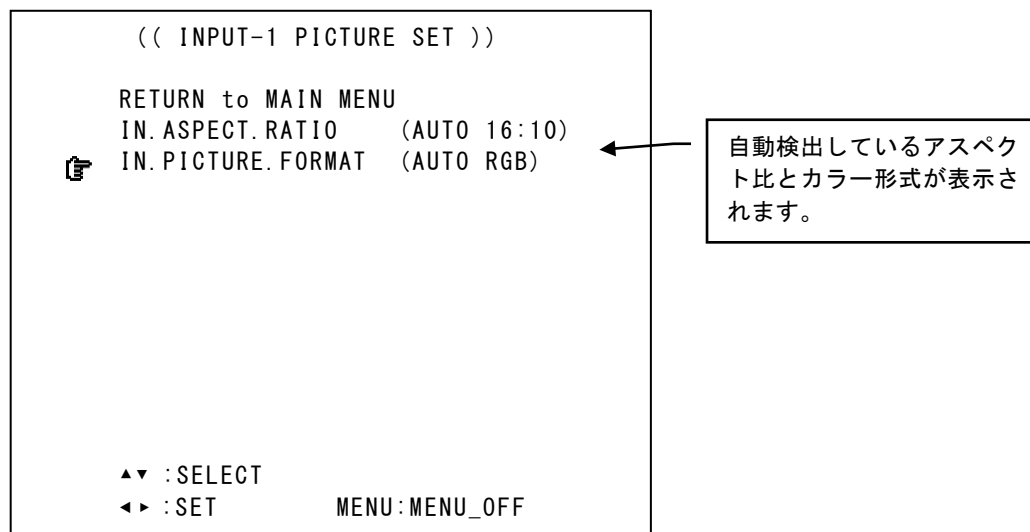 (( INPUT-1 PICTURE SET ))
RETURN to MAIN MENU
IN.ASPECT.RATIO (AUTO 16:10)
IN.PICTURE.FORMAT (AUTO RGB)
自動検出しているアスペク
ト比とカラー形式が表示さ
れます。
▲▼ :SELECT
◄► :SET MENU:MENU_OFF